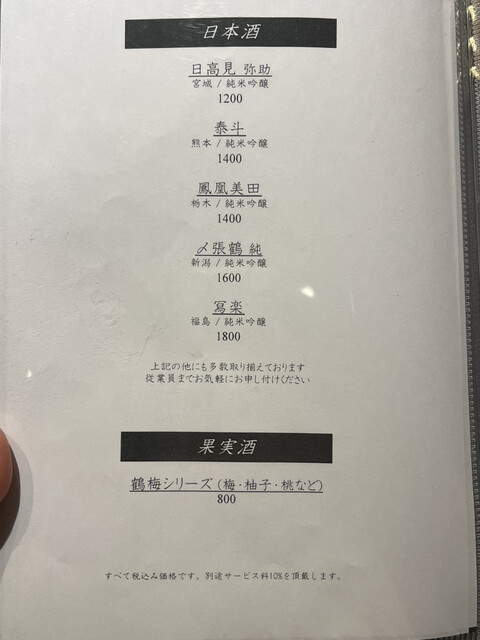 日本酒
日高見 弥助
宮城 / 純米吟醸
1200
泰斗
熊本 / 純米吟醸
1400
鳳凰美田
栃木 / 純米吟醸
1400
〆張鶴 純
新潟 / 純米吟醸
1600
冩楽
福島 / 純米吟醸
1800
上記の他にも多数取り揃えております
従業員までお気軽にお申し付けください
果実酒
鶴梅シリーズ (梅・柚子・桃など)
800
すべて税込み価格です。別途サービス料10%を頂戴します。